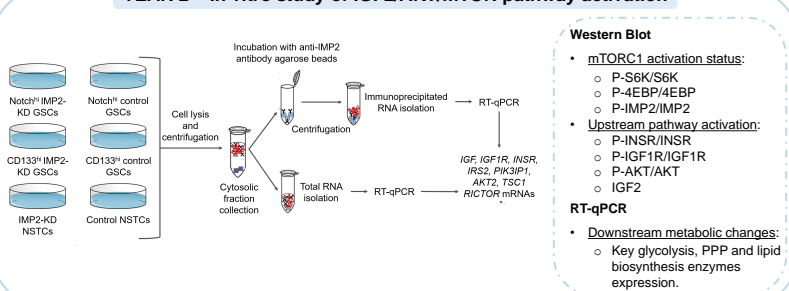 YEAR 2 – In vitro study of IGF2/AKT/mTOR pathway activation
Incubation with anti-IMP2
antibody agarose beads
Notchhi IMP2-
KD GSCs
Notchhi control
GSCs
CD133hi IMP2-
KD GSCs
CD133hi control
GSCs
IMP2-KD
NSTCs
Control NSTCs
Cell lysis
and
centrifugation
Cytosolic
fraction
collection
Centrifugation
Immunoprecipitated
RNA isolation
RT-qPCR
Total RNA
isolation
RT-qPCR
IGF, IGF1R, INSR,
IRS2, PIK3IP1,
AKT2, TSC1
RICTOR mRNAs
Western Blot
• mTORC1 activation status:
o P-S6K/S6K
o P-4EBP/4EBP
o P-IMP2/IMP2
• Upstream pathway activation:
o P-INSR/INSR
o P-IGF1R/IGF1R
o P-AKT/AKT
o IGF2
RT-qPCR
• Downstream metabolic changes:
o Key glycolysis, PPP and lipid
biosynthesis enzymes
expression.